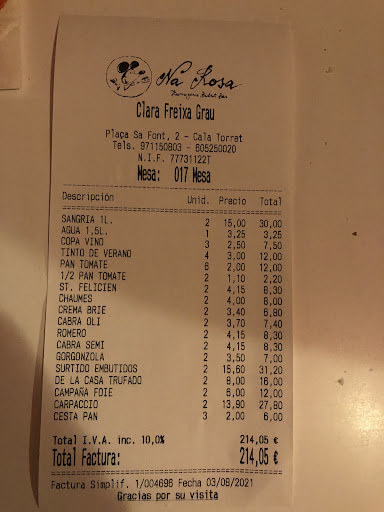 Na Rosa
Clara Freixa Grau
Plaça Sa Font, 2 - Cala Torret
Tels. 971150803 - 605250020
N.I.F. 77731122T
Mesa: 017 Mesa
Descripción Unid. Precio Total
SANGRIA 1L. 2 15,00 30,00
AGUA 1,5L. 1 3,25 3,25
COPA VINO 3 2,50 7,50
TINTO DE VERANO 4 3,00 12,00
PAN TOMATE 6 2,00 12,00
1/2 PAN TOMATE 2 1,10 2,20
ST. FELICIEN 2 4,15 8,30
CHAUMES 2 4,00 8,00
CREMA BRIE 2 3,40 6,80
CABRA OLI 2 3,70 7,40
ROMERO 2 4,15 8,30
CABRA SEMI 2 4,15 8,30
GORGONZOLA 2 3,50 7,00
SURTIDO EMBUTIDOS 2 15,60 31,20
DE LA CASA TRUFADO 2 8,00 16,00
CAMPAÑA FOIE 2 6,00 12,00
CARPACCIO 2 13,90 27,80
CESTA PAN 3 2,00 6,00
Total I.V.A. inc. 10,0% 214,05 €
Total Factura: 214,05 €
Factura Simplif. 1/004696 Fecha 03/08/2021
Gracias por su visita